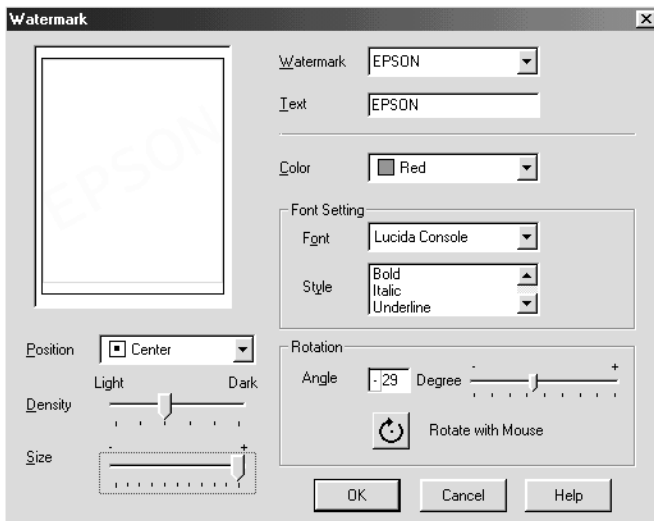 Watermark
EPSON
Watermark EPSON
Text EPSON
Color Red
Font Setting
Font Lucida Console
Style Bold
Italic
Underline
Position Center
Light Dark
Density
Size
- +
Rotation
Angle - 29 Degree
- +
Rotate with Mouse
OK Cancel Help